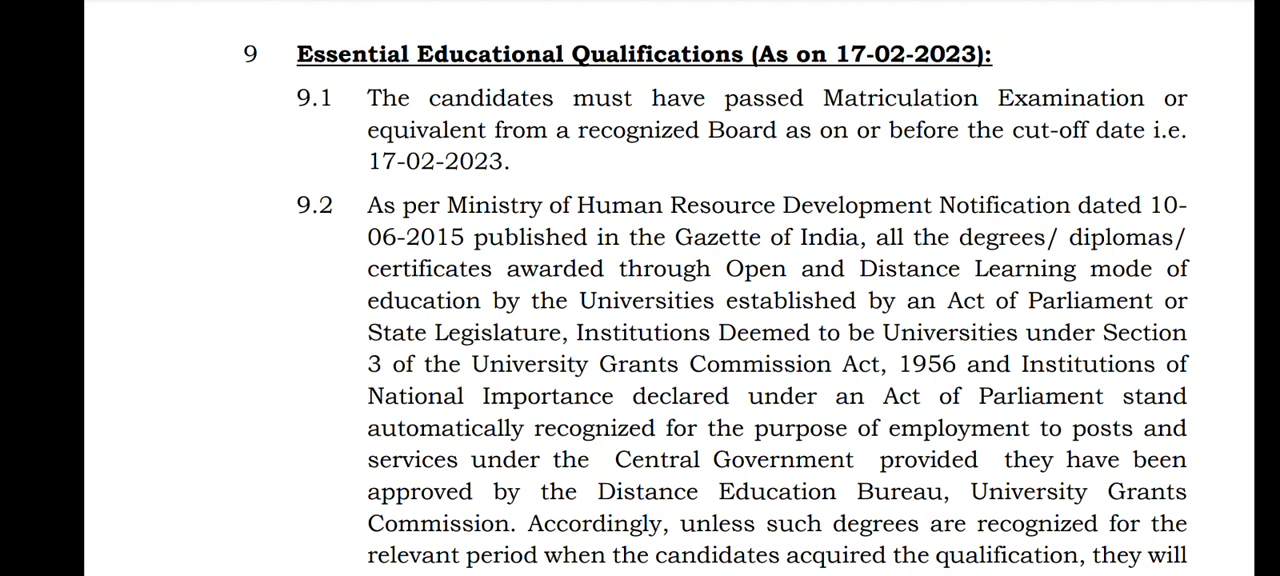 9 Essential Educational Qualifications (As on 17-02-2023):
9.1 The candidates must have passed Matriculation Examination or
equivalent from a recognized Board as on or before the cut-off date i.e.
17-02-2023.
9.2 As per Ministry of Human Resource Development Notification dated 10-
06-2015 published in the Gazette of India, all the degrees/ diplomas/
certificates awarded through Open and Distance Learning mode of
education by the Universities established by an Act of Parliament or
State Legislature, Institutions Deemed to be Universities under Section
3 of the University Grants Commission Act, 1956 and Institutions of
National Importance declared under an Act of Parliament stand
automatically recognized for the purpose of employment to posts and
services under the Central Government provided they have been
approved by the Distance Education Bureau, University Grants
Commission. Accordingly, unless such degrees are recognized for the
relevant period when the candidates acquired the qualification, they will